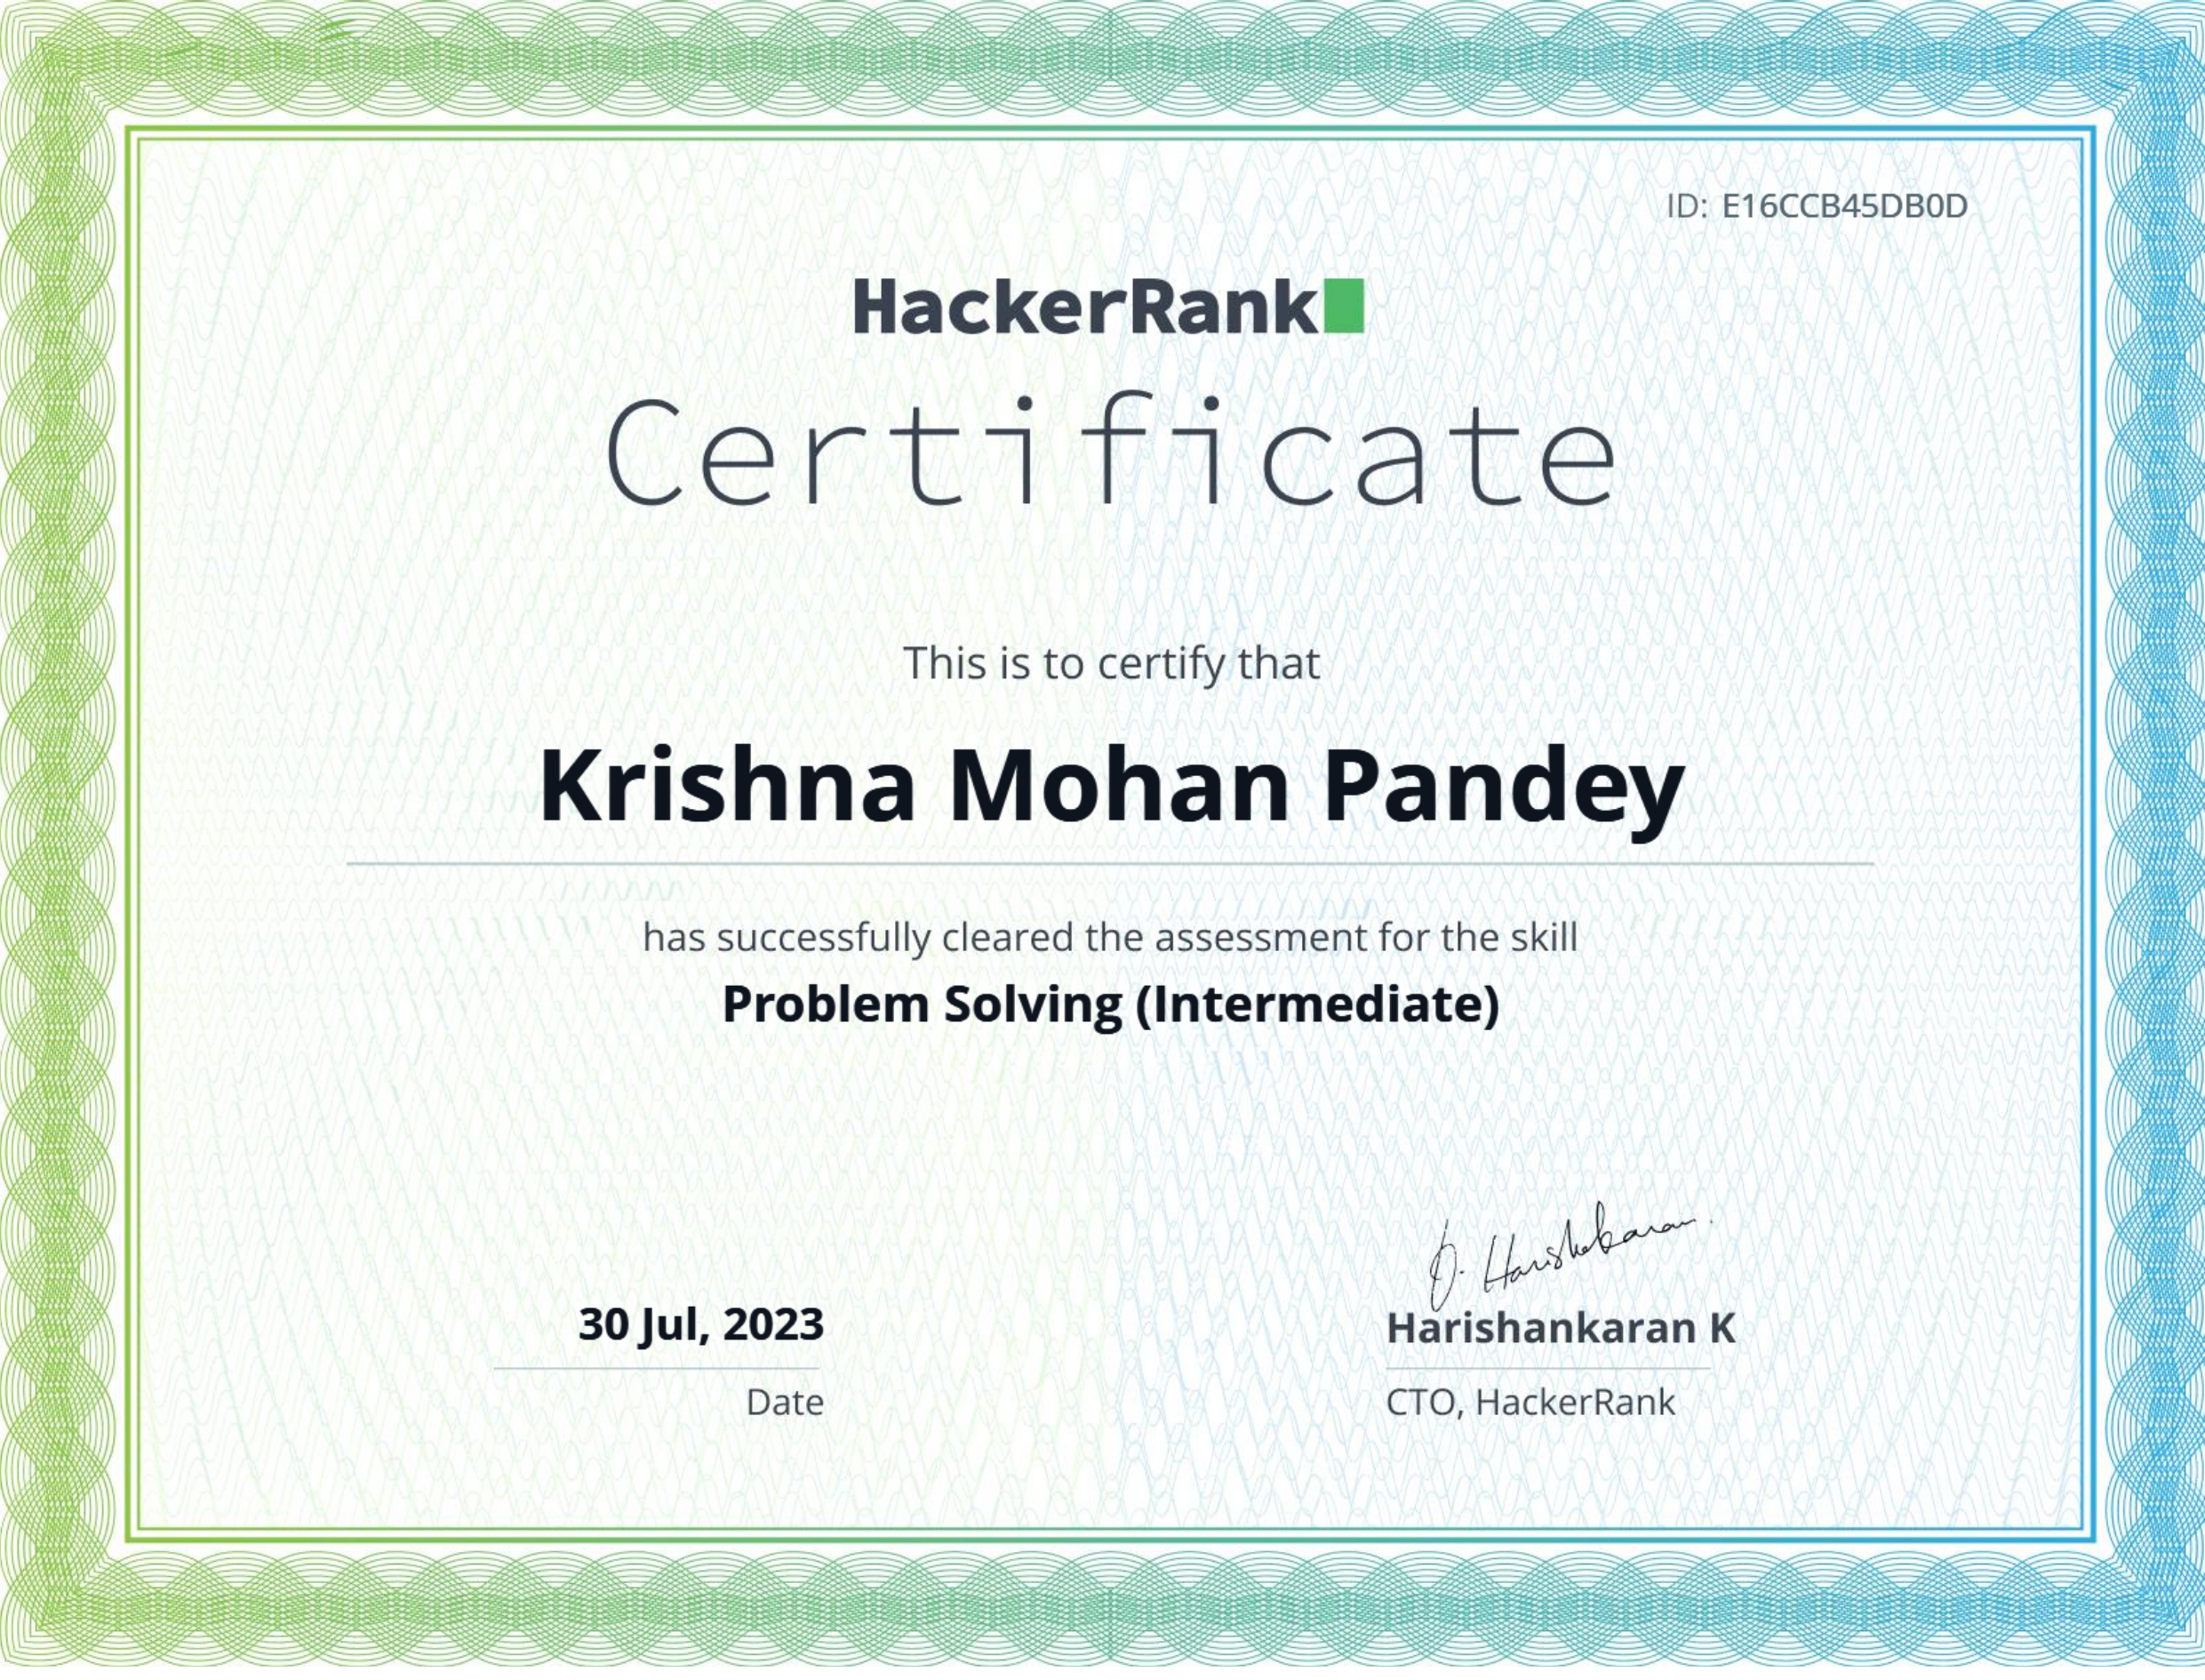 ID: E16CCB45DB0D
HackerRank
Certificate
This is to certify that
Krishna Mohan Pandey
has successfully cleared the assessment for the skill
Problem Solving (Intermediate)
30 Jul, 2023
Date
Harishankaran K
CTO, HackerRank